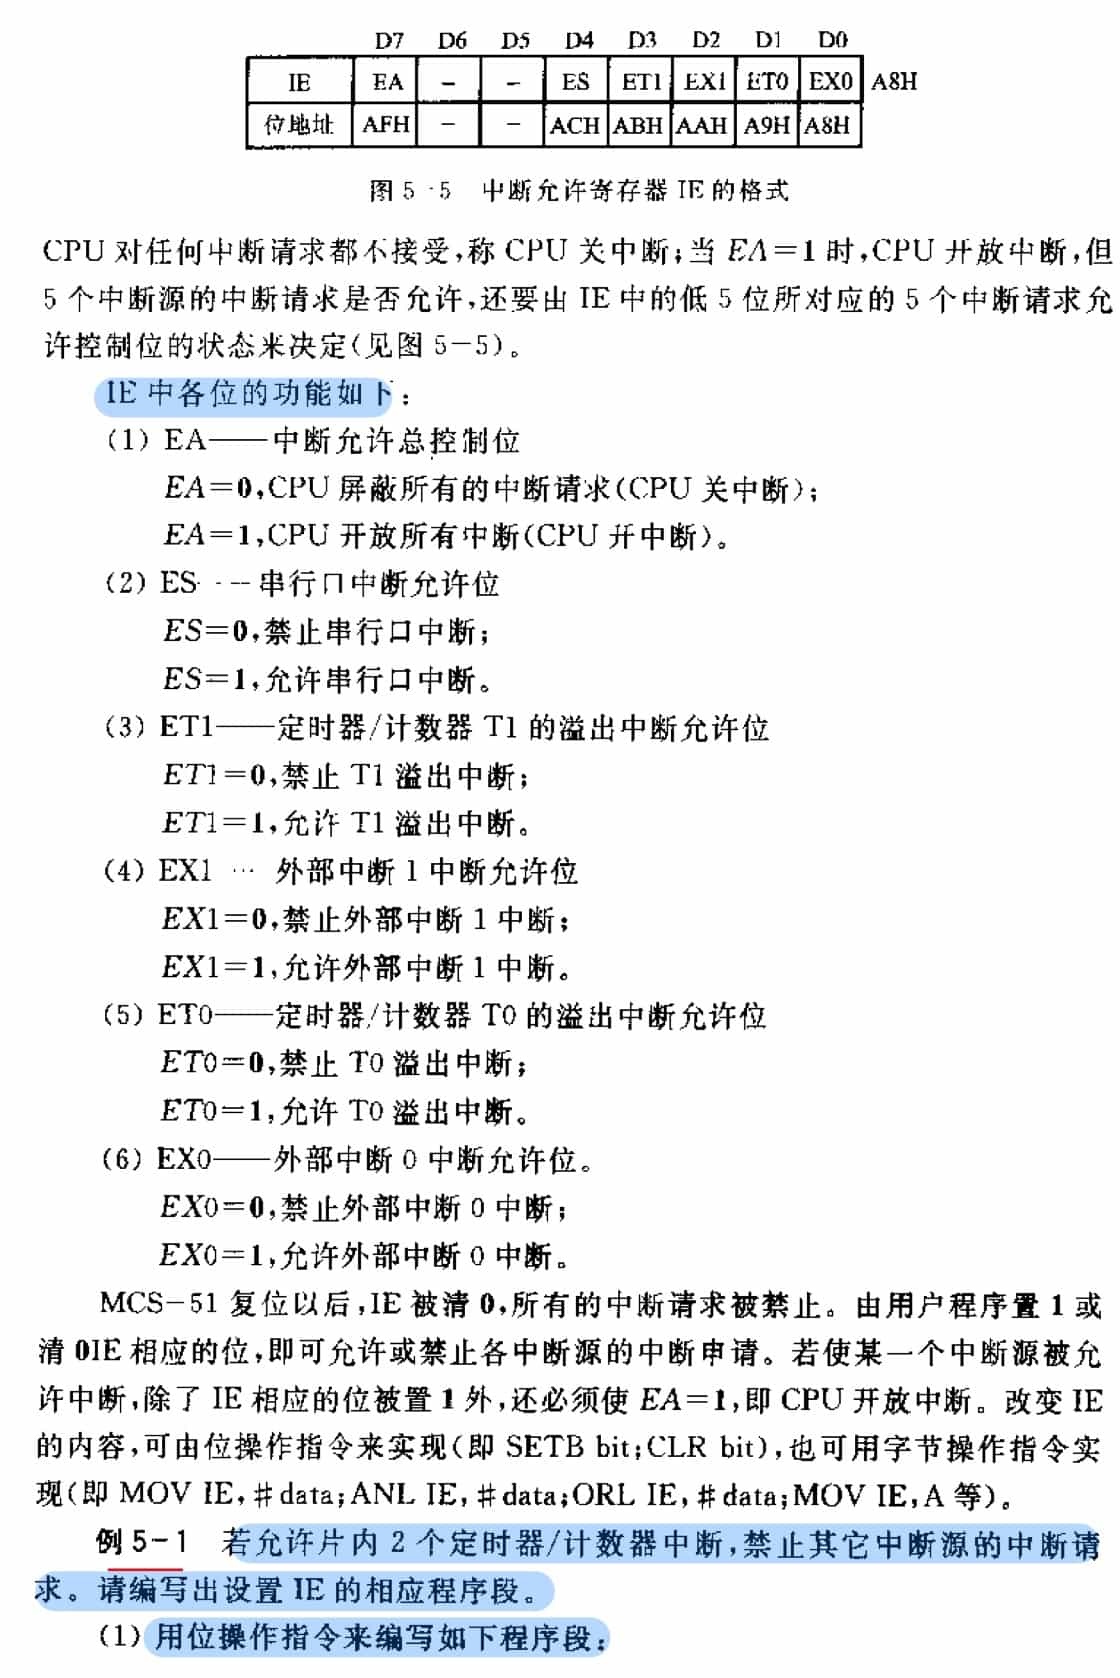 D7 D6 D5 D4 D3 D2 D1 D0
IE EA - - ES ET1 EX1 ET0 EX0 A8H
位地址 AFH - - ACH ABH AAH A9H A8H
图 5-5 中断允许寄存器 IE 的格式
CPU 对任何中断请求都不接受,称 CPU 关中断;当 EA=1 时,CPU 开放中断,但
5 个中断源的中断请求是否允许,还要由 IE 中的低 5 位所对应的 5 个中断请求允
许控制位的状态来决定(见图 5-5)。
IE 中各位的功能如下:
(1) EA——中断允许总控制位
EA=0,CPU 屏蔽所有的中断请求(CPU 关中断);
EA=1,CPU 开放所有中断(CPU 开中断)。
(2) ES——串行口中断允许位
ES=0,禁止串行口中断;
ES=1,允许串行口中断。
(3) ET1——定时器/计数器 T1 的溢出中断允许位
ET1=0,禁止 T1 溢出中断;
ET1=1,允许 T1 溢出中断。
(4) EX1——外部中断 1 中断允许位
EX1=0,禁止外部中断 1 中断;
EX1=1,允许外部中断 1 中断。
(5) ET0——定时器/计数器 T0 的溢出中断允许位
ET0=0,禁止 T0 溢出中断;
ET0=1,允许 T0 溢出中断。
(6) EX0——外部中断 0 中断允许位。
EX0=0,禁止外部中断 0 中断;
EX0=1,允许外部中断 0 中断。
MCS-51 复位以后,IE 被清 0,所有的中断请求被禁止。由用户程序置 1 或
清 0IE 相应的位,即可允许或禁止各中断源的中断申请。若使某一个中断源被允
许中断,除了 IE 相应的位被置 1 外,还必须使 EA=1,即 CPU 开放中断。改变 IE
的内容,可由位操作指令来实现(即 SETB bit;CLR bit),也可用字节操作指令实
现(即 MOV IE,#data;ANL IE,#data;ORL IE,#data;MOV IE,A 等)。
例 5-1 若允许片内 2 个定时器/计数器中断,禁止其它中断源的中断请
求。请编写出设置 IE 的相应程序段。
(1) 用位操作指令来编写如下程序段: